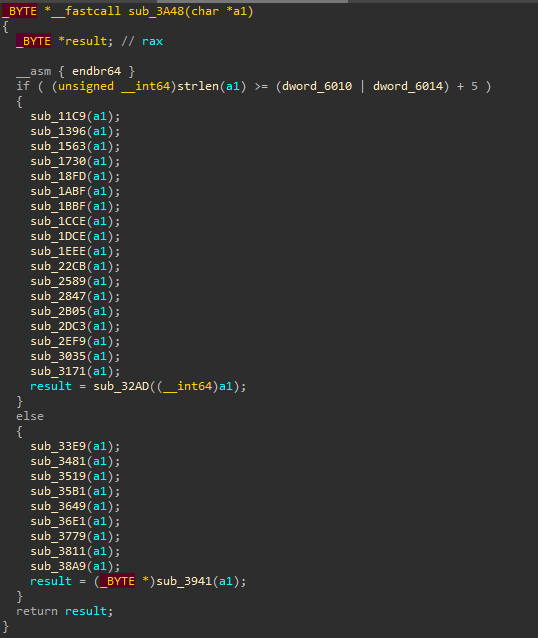 _BYTE *__fastcall sub_3A48(char *a1)
{
  _BYTE *result; // rax

  __asm { endbr64 }
  if ( (unsigned __int64)strlen(a1) >= (dword_6010 | dword_6014) + 5 )
  {
    sub_11C9(a1);
    sub_1396(a1);
    sub_1563(a1);
    sub_1730(a1);
    sub_18FD(a1);
    sub_1ABF(a1);
    sub_1BBF(a1);
    sub_1CCE(a1);
    sub_1DCE(a1);
    sub_1EEE(a1);
    sub_22CB(a1);
    sub_2589(a1);
    sub_2847(a1);
    sub_2B05(a1);
    sub_2DC3(a1);
    sub_2EF9(a1);
    sub_3035(a1);
    sub_3171(a1);
    result = sub_32AD((__int64)a1);
  }
  else
  {
    sub_33E9(a1);
    sub_3481(a1);
    sub_3519(a1);
    sub_35B1(a1);
    sub_3649(a1);
    sub_36E1(a1);
    sub_3779(a1);
    sub_3811(a1);
    sub_38A9(a1);
    result = (_BYTE *)sub_3941(a1);
  }
  return result;
}